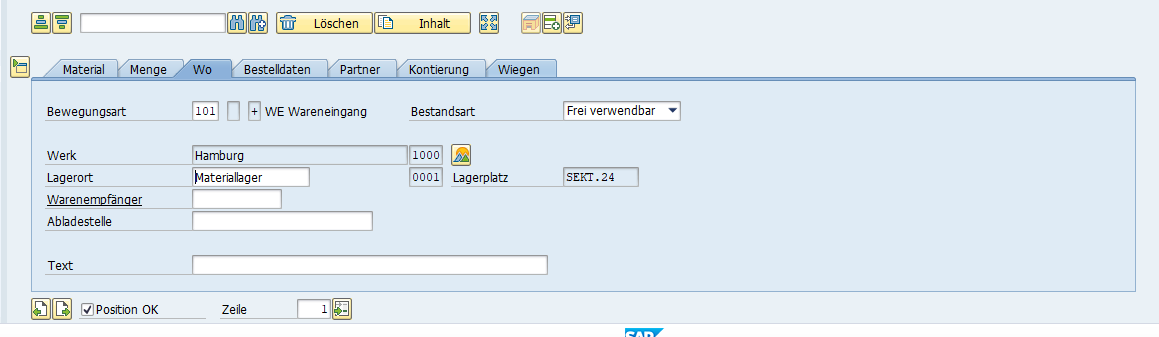 Löschen Inhalt
Material Menge Wo Bestelldaten Partner Kontierung Wiegen
Bewegungsart 101 + WE Wareneingang Bestandsart Frei verwendbar
Werk Hamburg 1000
Lagerort Materiallager 0001 Lagerplatz SEKT.24
Warenempfänger
Abladestelle
Text
Position OK Zeile 1
SAP